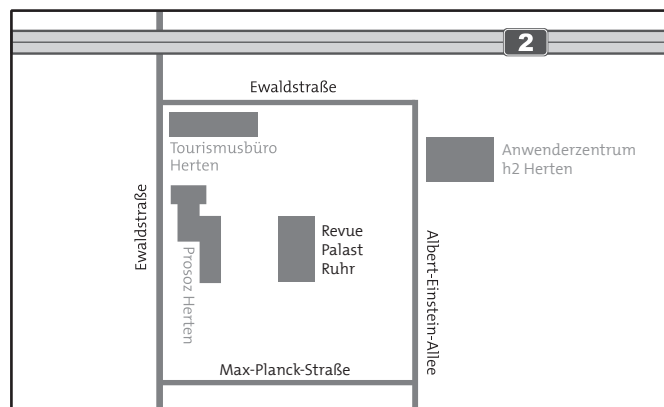 2
Ewaldstraße
Tourismusbüro
Herten
Anwenderzentrum
h2 Herten
Ewaldstraße
Prosoz Herten
Revue
Palast
Ruhr
Albert-Einstein-Allee
Max-Planck-Straße